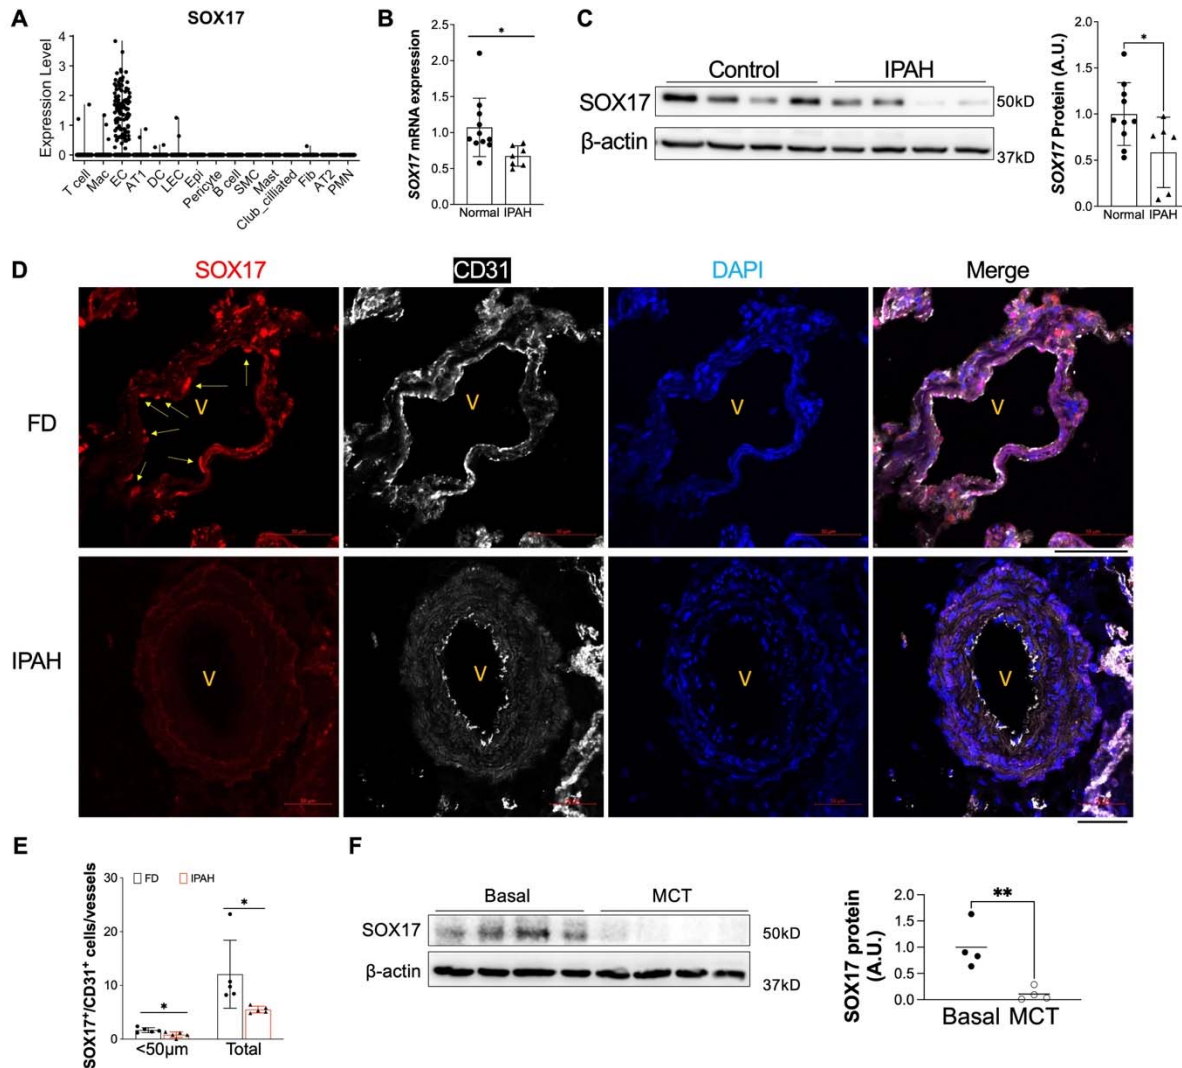 A
SOX17
Expression Level
4
3
2
1
0
T cell
Mac
EC
AT1
DC
LEC
Epi
Pericyte
B cell
SMC
Mast
Club_cilliated
Fib
AT2
PMN
B
SOX17 mRNA expression
2.5
2.0
1.5
1.0
0.5
0.0
*
Normal IPAH
C
Control IPAH
SOX17
50kD
β-actin
37kD
SOX17 Protein (A.U.)
2.0
1.5
1.0
0.5
0.0
*
Normal IPAH
D
SOX17 CD31 DAPI Merge
FD
V V V V
50 µm
IPAH
V V V V
50 µm
E
SOX17+/CD31+ cells/vessels
30
20
10
0
FD IPAH
*
*
<50µm Total
F
Basal MCT
SOX17
50kD
β-actin
37kD
SOX17 protein
(A.U.)
2.0
1.5
1.0
0.5
0.0
**
Basal MCT